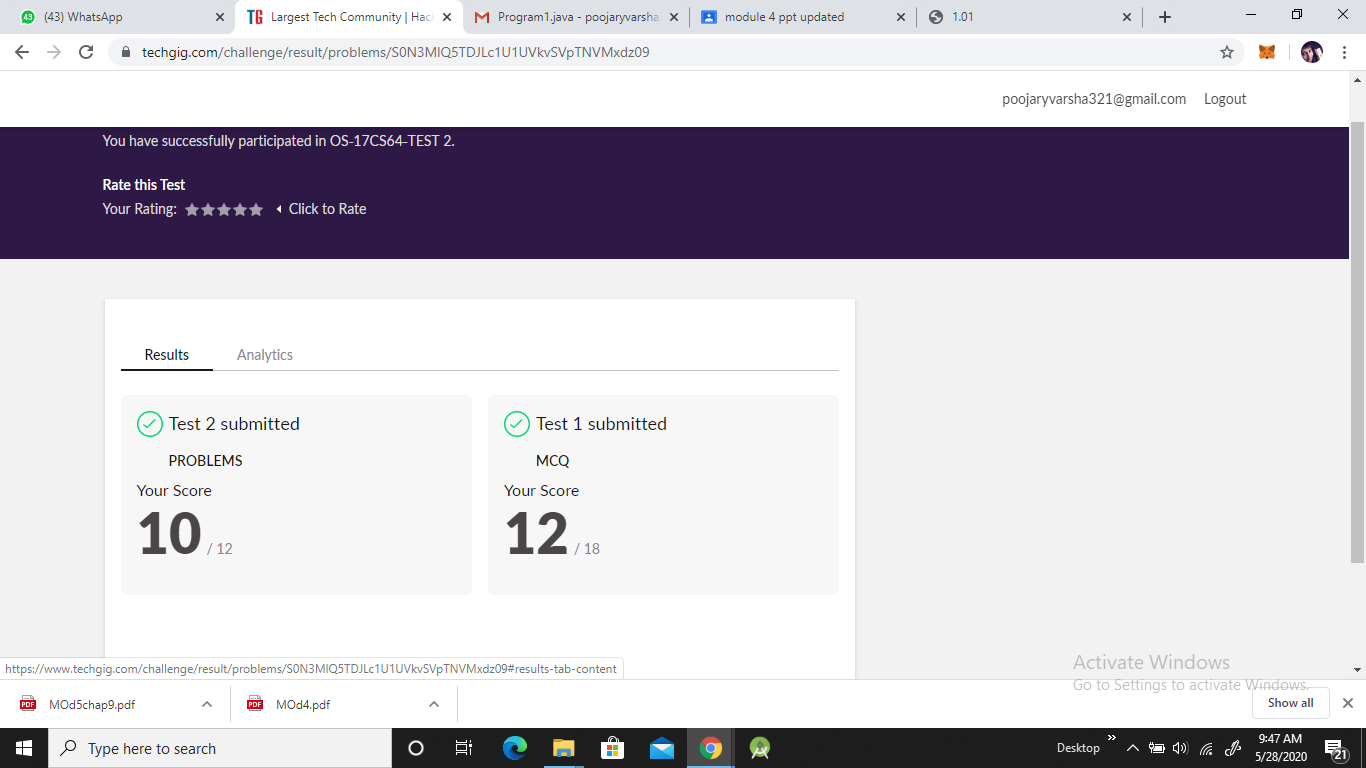 (43) WhatsApp
Largest Tech Community | Hac
Program1.java - poojaryvarsha
module 4 ppt updated
1.01
techgig.com/challenge/result/problems/S0N3MlQ5TDJLc1U1UVkvSVpTNVMxdz09
poojaryvarsha321@gmail.com Logout
You have successfully participated in OS-17CS64-TEST 2.
Rate this Test
Your Rating: Click to Rate
Results Analytics
Test 2 submitted
PROBLEMS
Your Score
10 / 12
Test 1 submitted
MCQ
Your Score
12 / 18
https://www.techgig.com/challenge/result/problems/S0N3MlQ5TDJLc1U1UVkvSVpTNVMxdz09#results-tab-content
Activate Windows
Go to Settings to activate Windows.
MOd5chap9.pdf
MOd4.pdf
Show all
Type here to search
Desktop
9:47 AM
5/28/2020
21